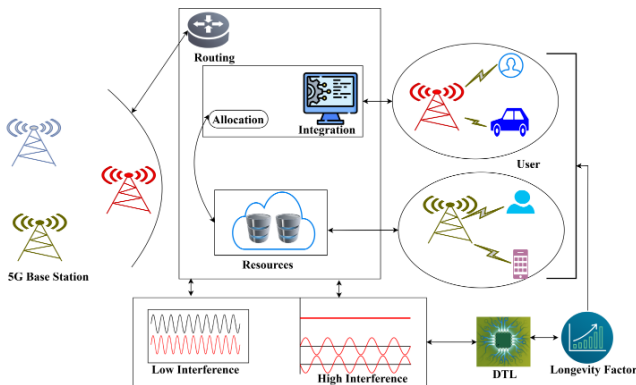 Routing
Allocation
Integration
User
5G Base Station
Resources
Low Interference
High Interference
DTL
Longevity Factor